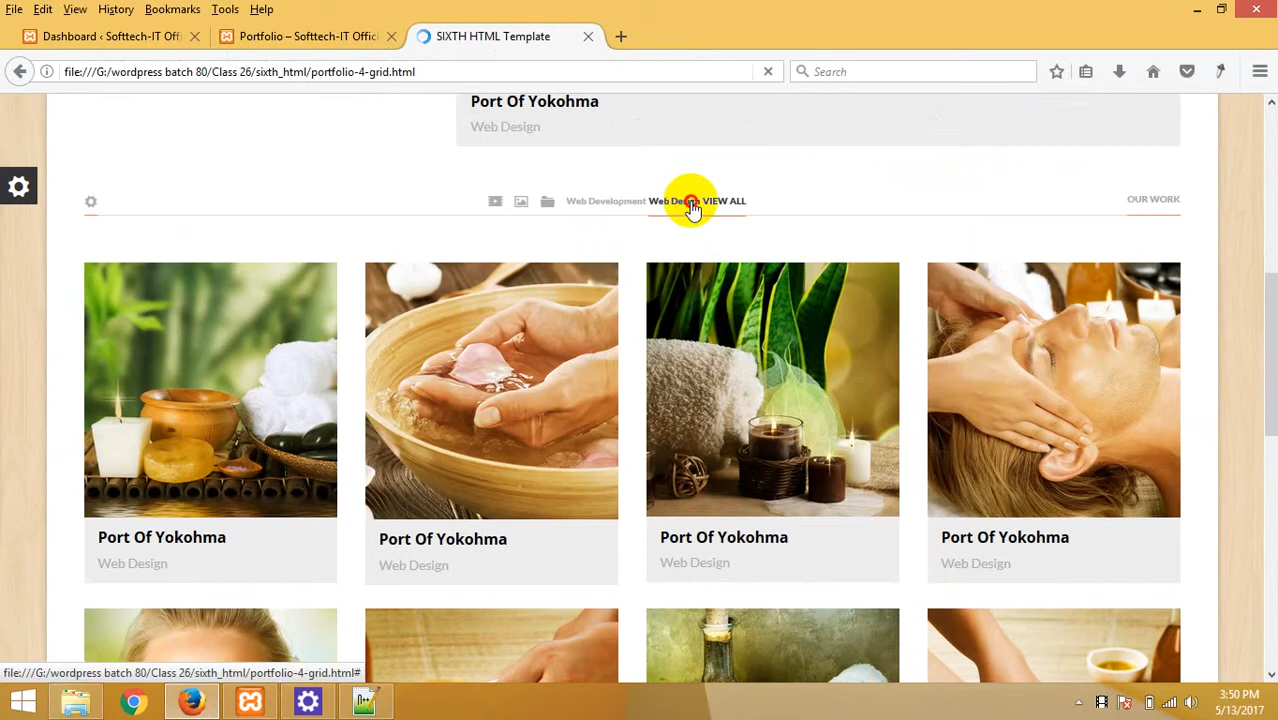 File Edit View History Bookmarks Tools Help
Dashboard ‹ Softtech-IT Offi
Portfolio – Softtech-IT Offici
SIXTH HTML Template
file:///G:/wordpress batch 80/Class 26/sixth_html/portfolio-4-grid.html
Search
Port Of Yokohma
Web Design
Web Development Web Design VIEW ALL
OUR WORK
Port Of Yokohma
Web Design
Port Of Yokohma
Web Design
Port Of Yokohma
Web Design
Port Of Yokohma
Web Design
file:///G:/wordpress batch 80/Class 26/sixth_html/portfolio-4-grid.html#
3:50 PM
5/13/2017